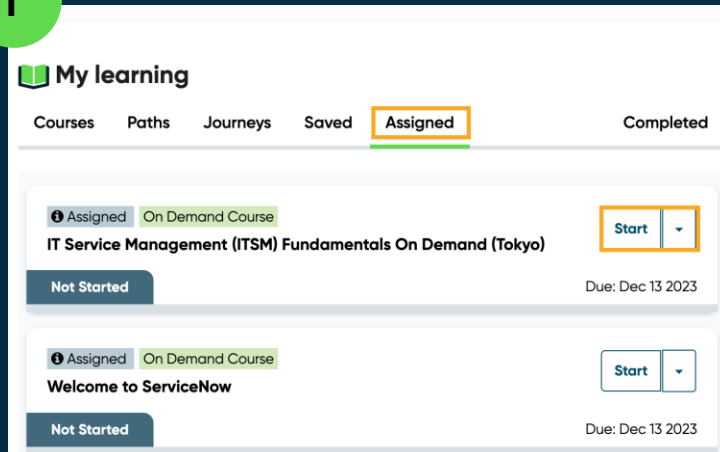 My learning
Courses Paths Journeys Saved Assigned Completed
Assigned On Demand Course
IT Service Management (ITSM) Fundamentals On Demand (Tokyo)
Start
Not Started
Due: Dec 13 2023
Assigned On Demand Course
Welcome to ServiceNow
Start
Not Started
Due: Dec 13 2023